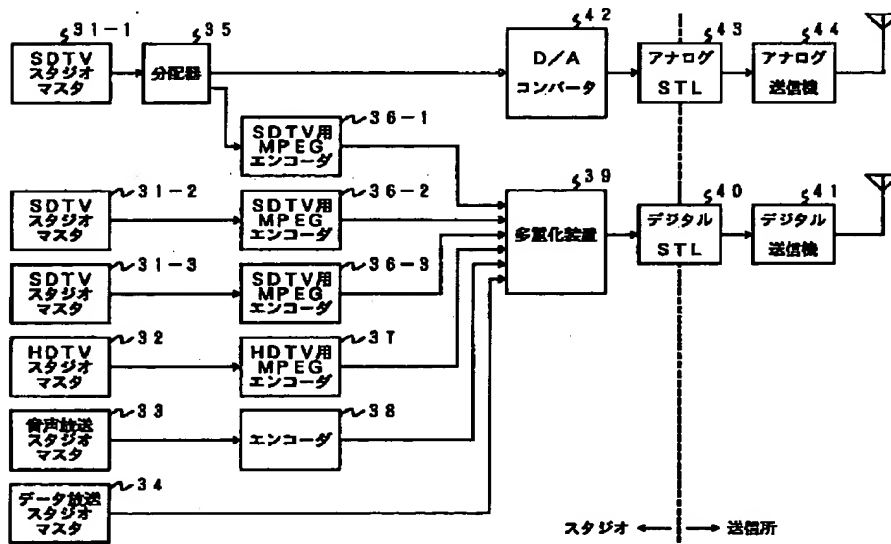 31-1
SDTV
スタジオ
マスタ
35
分配器
42
D/A
コンバータ
43
アナログ
STL
44
アナログ
送信機
36-1
SDTV用
MPEG
エンコーダ
31-2
SDTV
スタジオ
マスタ
36-2
SDTV用
MPEG
エンコーダ
39
多重化装置
40
デジタル
STL
41
デジタル
送信機
31-3
SDTV
スタジオ
マスタ
36-3
SDTV用
MPEG
エンコーダ
32
HDTV
スタジオ
マスタ
37
HDTV用
MPEG
エンコーダ
33
音声放送
スタジオ
マスタ
38
エンコーダ
34
データ放送
スタジオ
マスタ
スタジオ
送信所